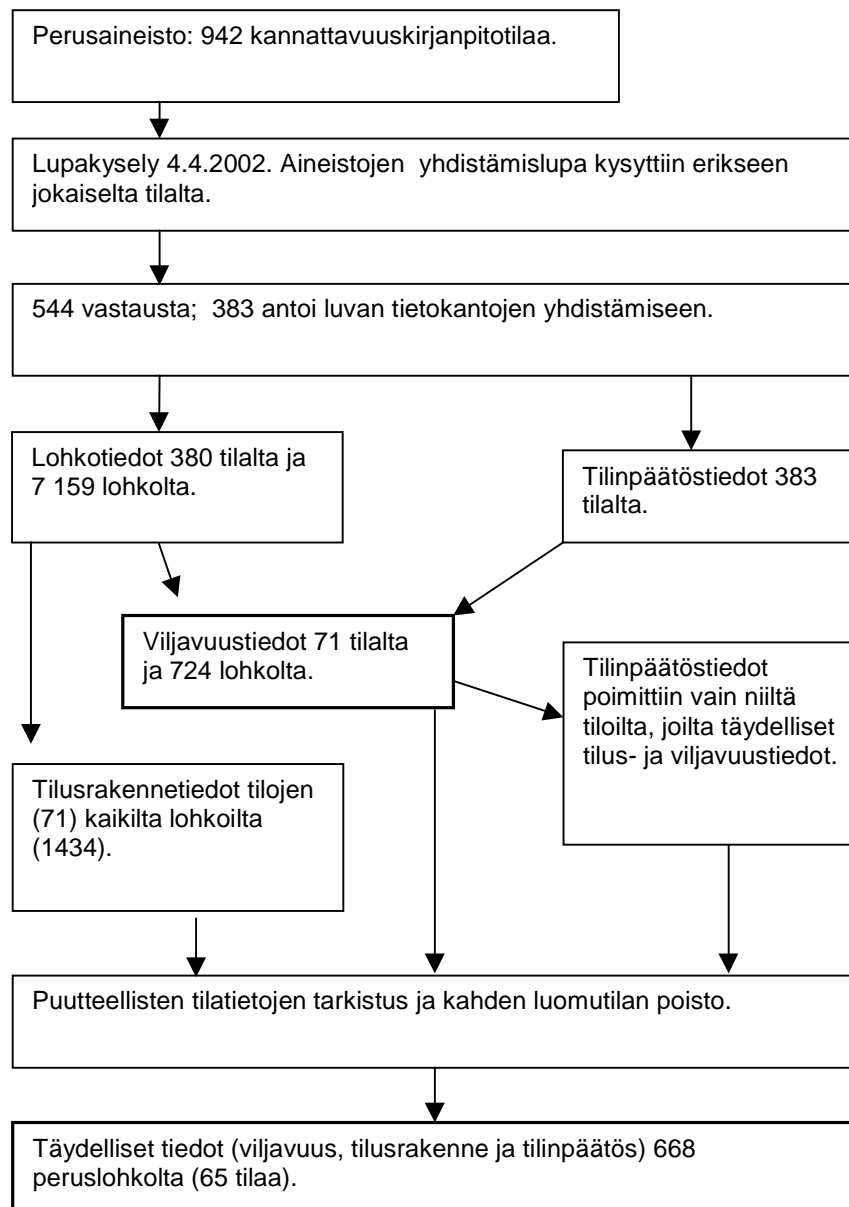 Perusaineisto: 942 kannattavuuskirjanpitotilaa.
Lupakysely 4.4.2002. Aineistojen yhdistämislupa kysyttiin erikseen
jokaiselta tilalta.
544 vastausta; 383 antoi luvan tietokantojen yhdistämiseen.
Lohkotiedot 380 tilalta ja
7 159 lohkolta.
Tilinpäätöstiedot 383
tilalta.
Viljavuustiedot 71 tilalta
ja 724 lohkolta.
Tilinpäätöstiedot
poimittiin vain niiltä
tiloilta, joilta täydelliset
tilus- ja viljavuustiedot.
Tilusrakennetiedot tilojen
(71) kaikilta lohkoilta
(1434).
Puutteellisten tilatietojen tarkistus ja kahden luomutilan poisto.
Täydelliset tiedot (viljavuus, tilusrakenne ja tilinpäätös) 668
peruslohkolta (65 tilaa).